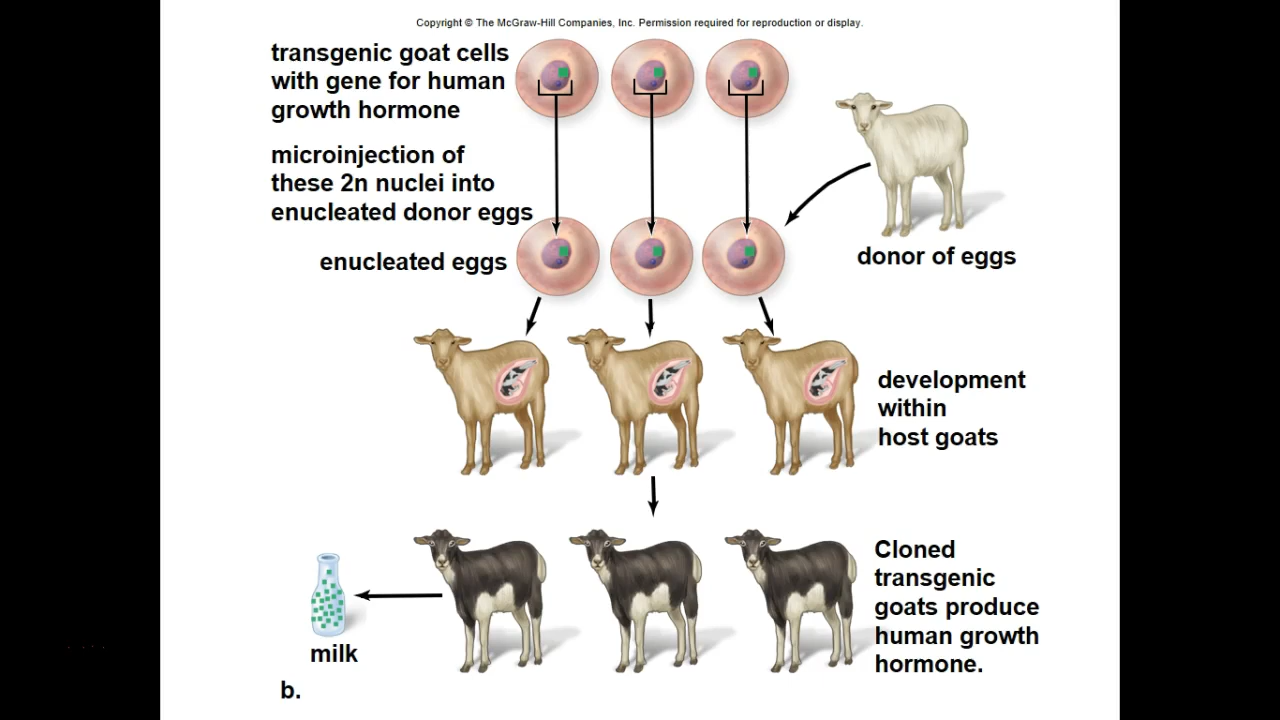 Copyright © The McGraw-Hill Companies, Inc. Permission required for reproduction or display.
transgenic goat cells
with gene for human
growth hormone
microinjection of
these 2n nuclei into
enucleated donor eggs
enucleated eggs
donor of eggs
development
within
host goats
Cloned
transgenic
goats produce
human growth
hormone.
milk
b.